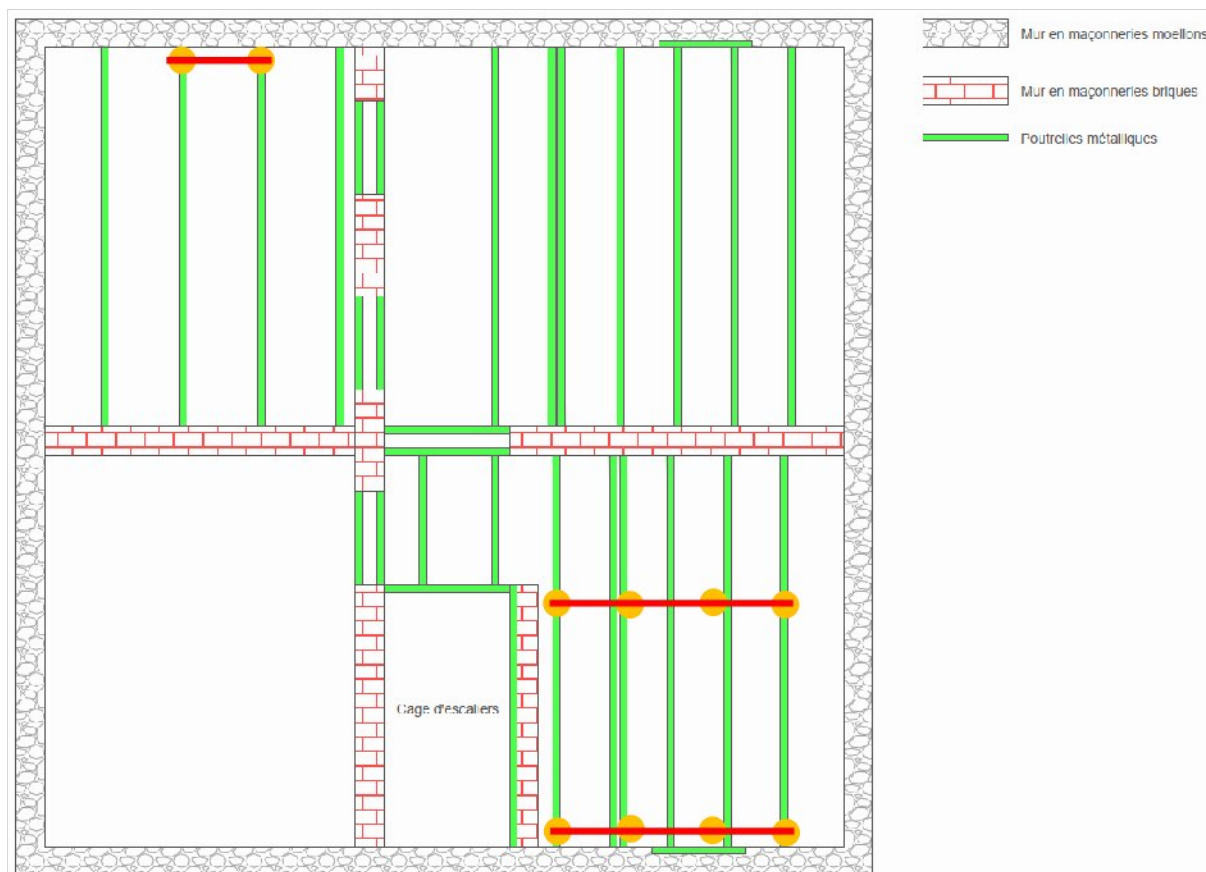 Mur en maçonneries moellons
Mur en maçonneries briques
Poutrelles métalliques
Cage d'escaliers